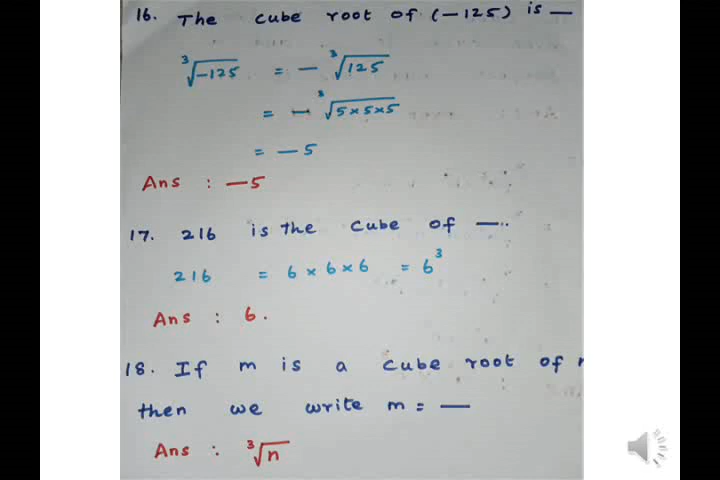 16. The cube root of (-125) is —
∛-125 = - ∛125
= - ∛5×5×5
= -5
Ans : -5
17. 216 is the cube of —..
216 = 6 × 6 × 6 = 6³
Ans : 6.
18. If m is a cube root of
then we write m = —
Ans : ∛n